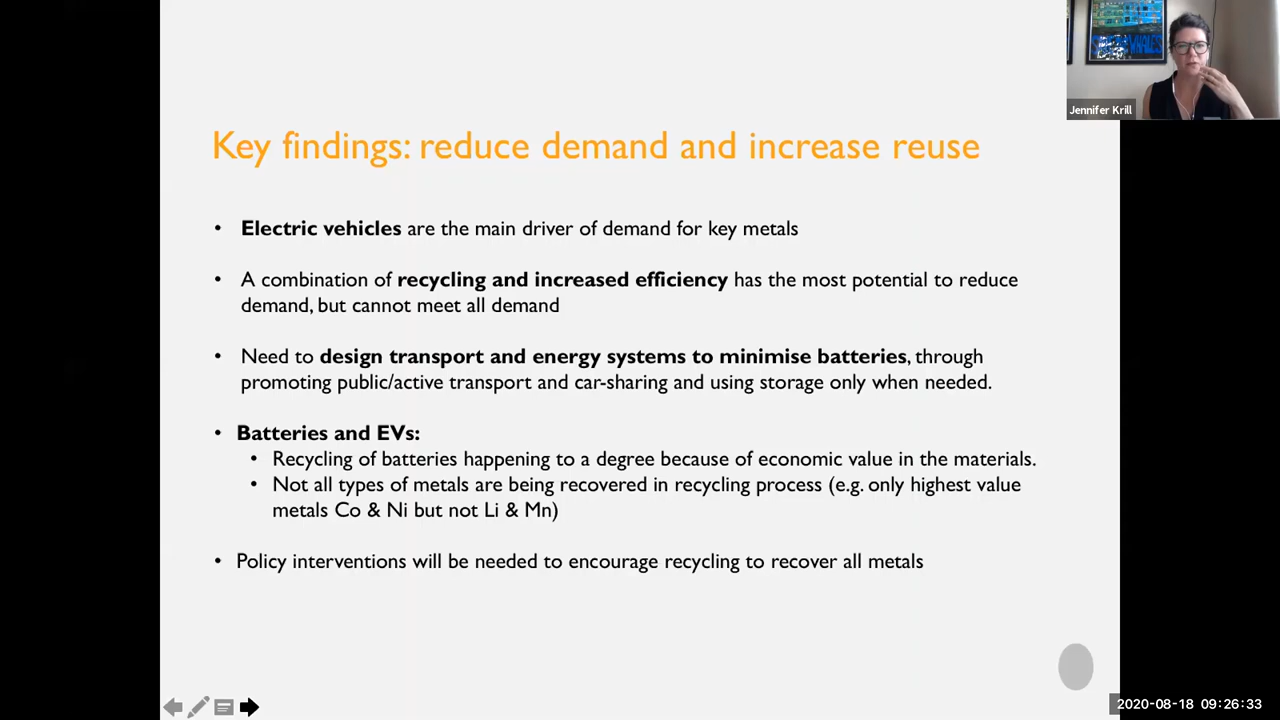 Jennifer Krill
Key findings: reduce demand and increase reuse
• Electric vehicles are the main driver of demand for key metals
• A combination of recycling and increased efficiency has the most potential to reduce
demand, but cannot meet all demand
• Need to design transport and energy systems to minimise batteries, through
promoting public/active transport and car-sharing and using storage only when needed.
• Batteries and EVs:
• Recycling of batteries happening to a degree because of economic value in the materials.
• Not all types of metals are being recovered in recycling process (e.g. only highest value
metals Co & Ni but not Li & Mn)
• Policy interventions will be needed to encourage recycling to recover all metals
2020-08-18 09:26:33